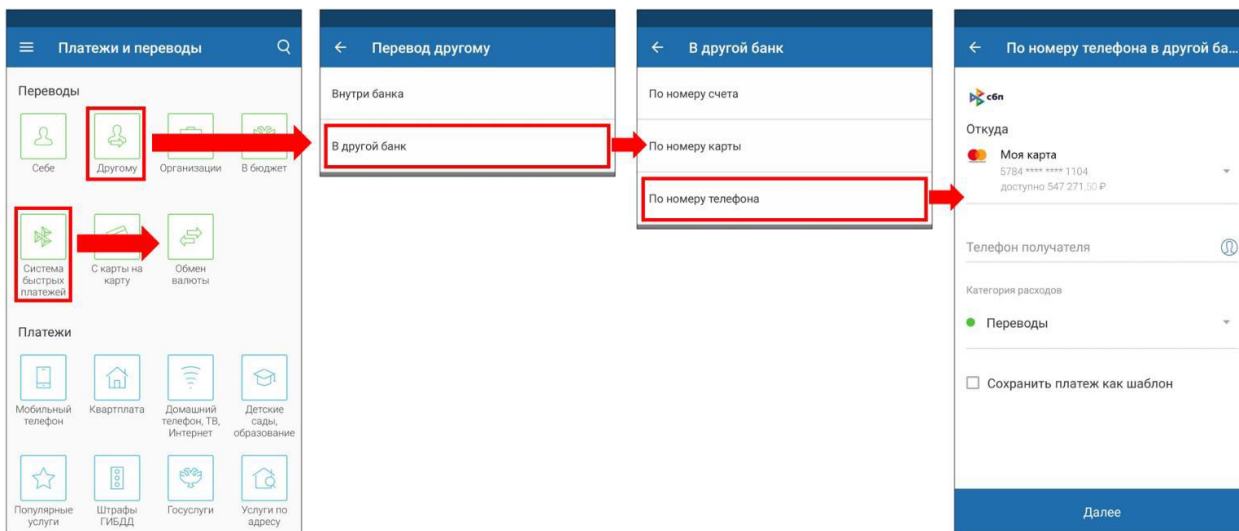 Платежи и переводы
Переводы
Себе
Другому
Организации
В бюджет
Система
быстрых
платежей
С карты на
карту
Обмен
валюты
Платежи
Мобильный
телефон
Квартплата
Домашний
телефон, ТВ,
Интернет
Детские
сады,
образование
Популярные
услуги
Штрафы
ГИБДД
Госуслуги
Услуги по
адресу
Перевод другому
Внутри банка
В другой банк
В другой банк
По номеру счета
По номеру карты
По номеру телефона
По номеру телефона в другой ба...
сбп
Откуда
Моя карта
5784 **** **** 1104
доступно 547 271,50 ₽
Телефон получателя
Категория расходов
Переводы
Сохранить платеж как шаблон
Далее